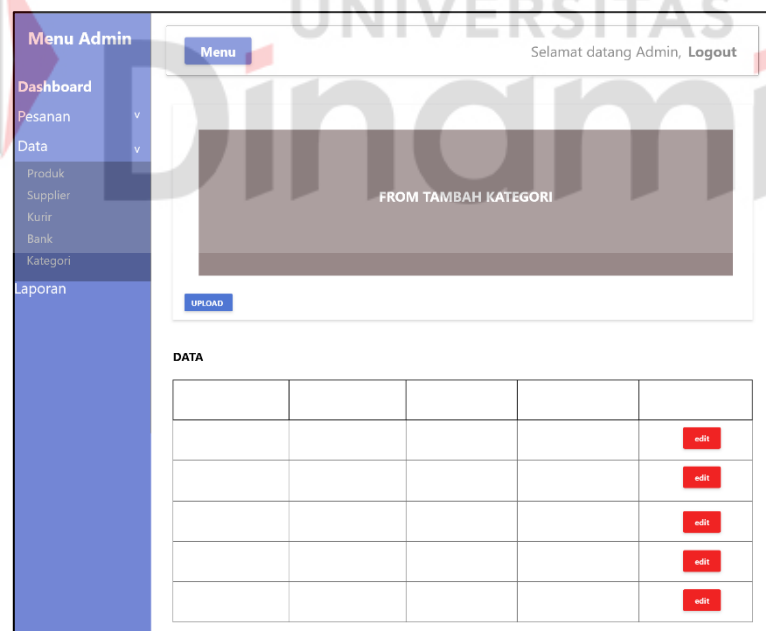 UNIVERSITAS
Dinami
Menu Admin
Dashboard
Pesanan v
Data v
Produk
Supplier
Kurir
Bank
Kategori
Laporan
Menu
Selamat datang Admin, Logout
FROM TAMBAH KATEGORI
UPLOAD
DATA
edit
edit
edit
edit
edit